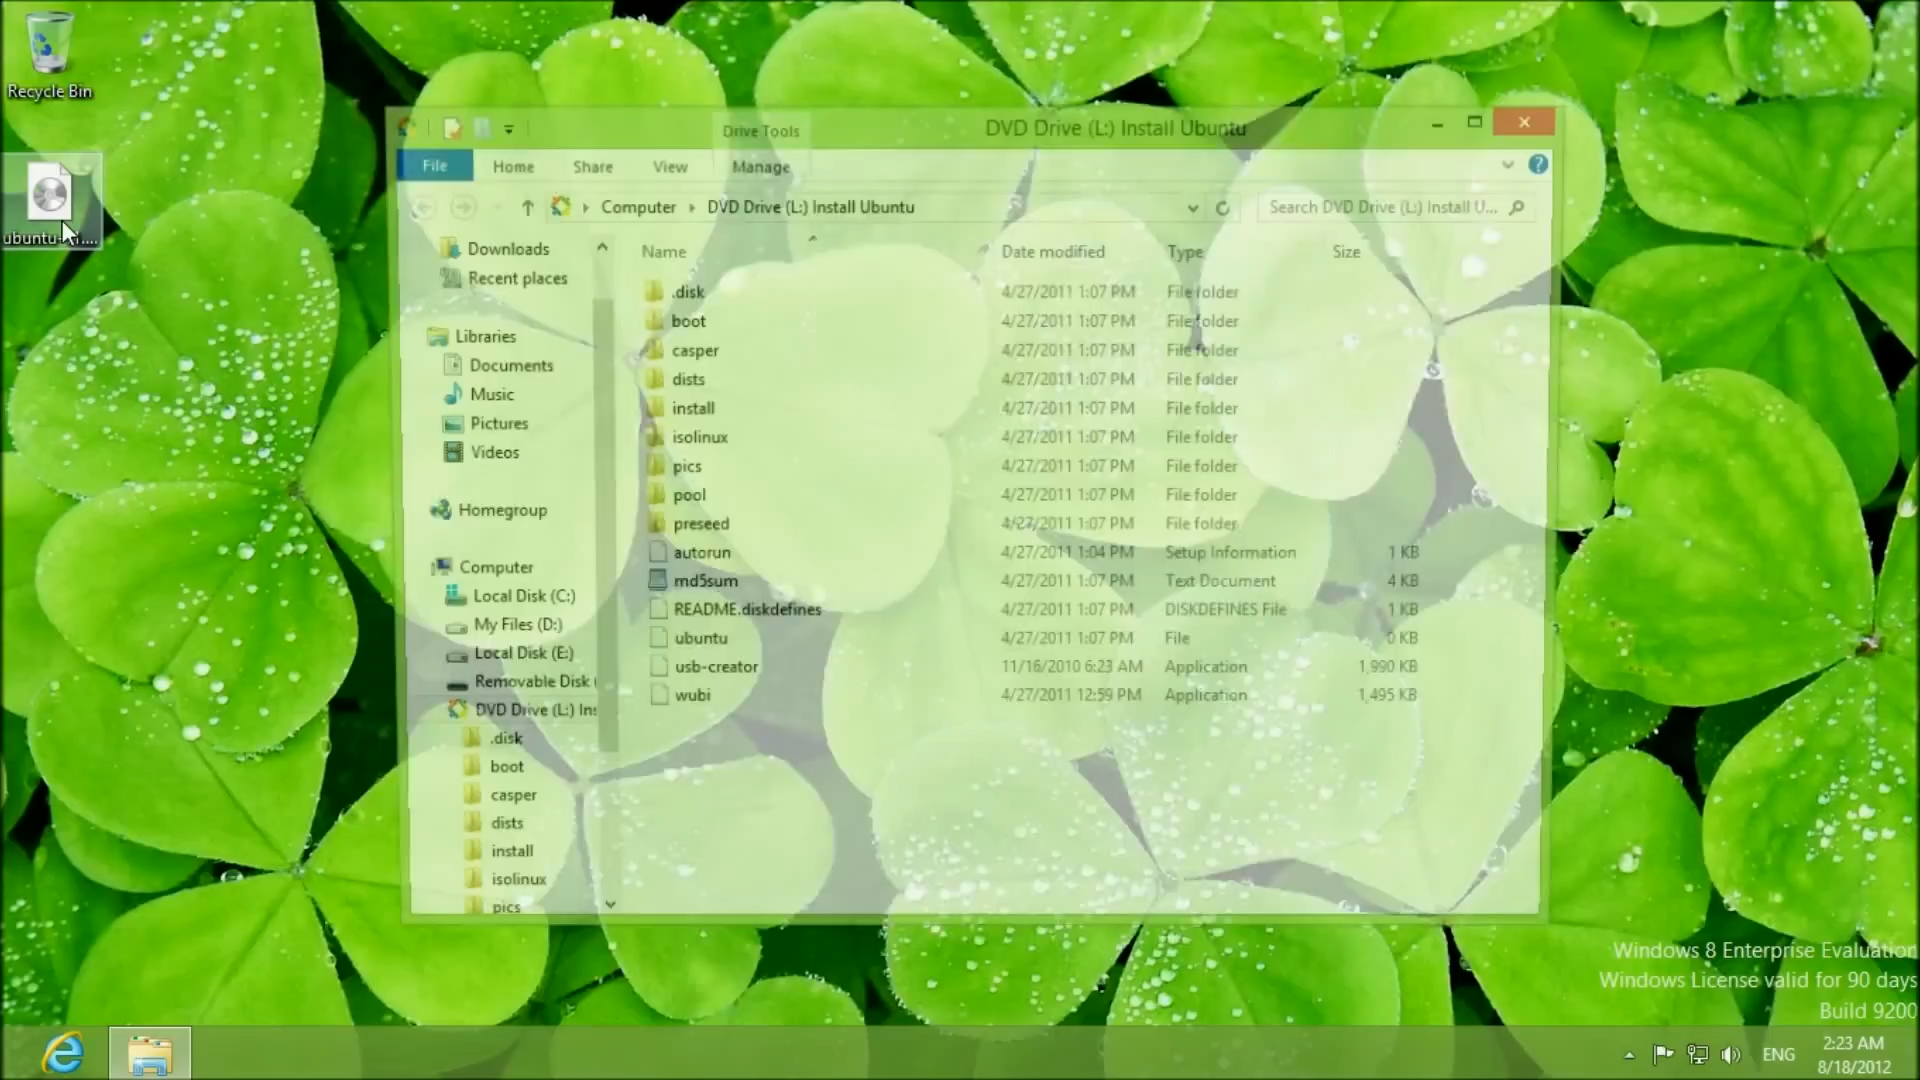 Recycle Bin
Drive Tools
DVD Drive (L:) Install Ubuntu
File
Home
Share
View
Manage
Computer
DVD Drive (L:) Install Ubuntu
Search DVD Drive (L:) Install U...
Downloads
Recent places
Libraries
Documents
Music
Pictures
Videos
Homegroup
Computer
Local Disk (C:)
My Files (D:)
Local Disk (E:)
Removable Disk (
DVD Drive (L:) Ins
.disk
boot
casper
dists
install
isolinux
pics
Name Date modified Type Size
.disk 4/27/2011 1:07 PM File folder
boot 4/27/2011 1:07 PM File folder
casper 4/27/2011 1:07 PM File folder
dists 4/27/2011 1:07 PM File folder
install 4/27/2011 1:07 PM File folder
isolinux 4/27/2011 1:07 PM File folder
pics 4/27/2011 1:07 PM File folder
pool 4/27/2011 1:07 PM File folder
preseed 4/27/2011 1:07 PM File folder
autorun 4/27/2011 1:04 PM Setup Information 1 KB
md5sum 4/27/2011 1:07 PM Text Document 4 KB
README.diskdefines 4/27/2011 1:07 PM DISKDEFINES File 1 KB
ubuntu 4/27/2011 1:07 PM File 0 KB
usb-creator 11/16/2010 6:23 AM Application 1,990 KB
wubi 4/27/2011 12:59 PM Application 1,495 KB
Windows 8 Enterprise Evaluation
Windows License valid for 90 days
Build 9200
ENG
2:23 AM
8/18/2012